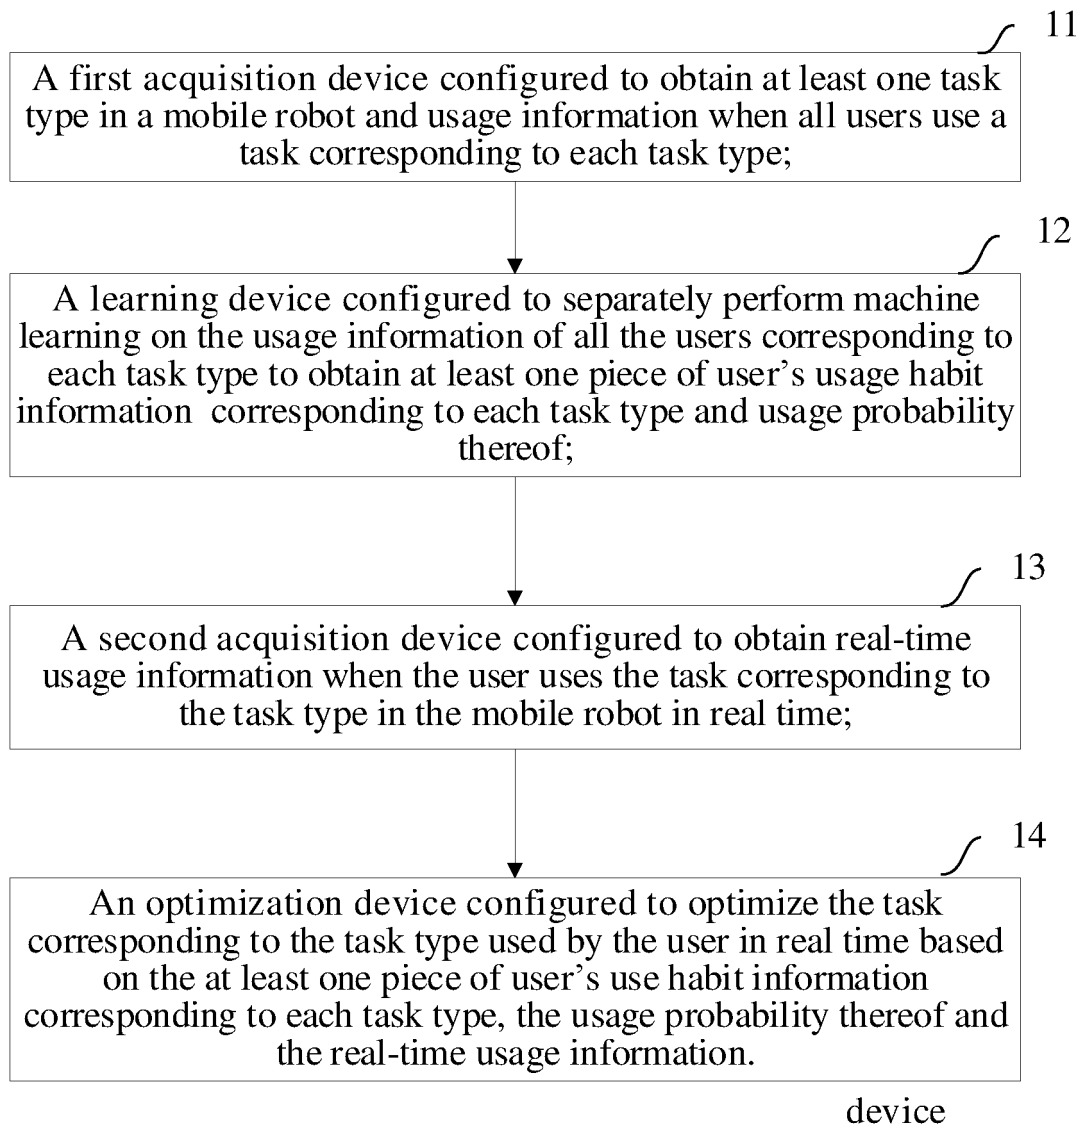 11
A first acquisition device configured to obtain at least one task
type in a mobile robot and usage information when all users use a
task corresponding to each task type;
12
A learning device configured to separately perform machine
learning on the usage information of all the users corresponding to
each task type to obtain at least one piece of user’s usage habit
information corresponding to each task type and usage probability
thereof;
13
A second acquisition device configured to obtain real-time
usage information when the user uses the task corresponding to
the task type in the mobile robot in real time;
14
An optimization device configured to optimize the task
corresponding to the task type used by the user in real time based
on the at least one piece of user’s use habit information
corresponding to each task type, the usage probability thereof and
the real-time usage information.
device